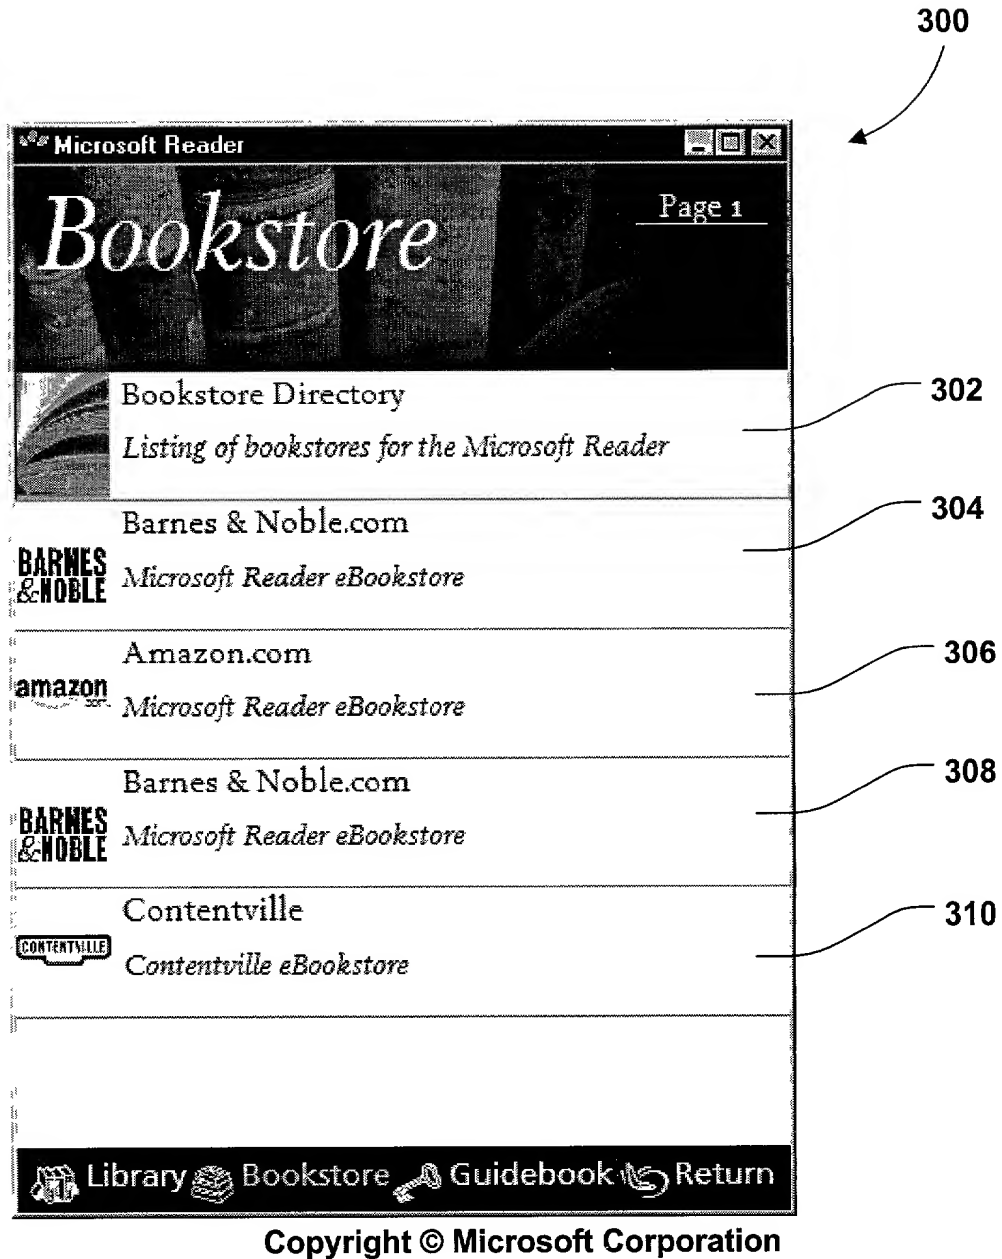 300
Microsoft Reader
Bookstore
Page 1
Bookstore Directory
302
Listing of bookstores for the Microsoft Reader
Barnes & Noble.com
304
BARNES
&NOBLE
Microsoft Reader eBookstore
Amazon.com
306
amazon
Microsoft Reader eBookstore
Barnes & Noble.com
308
BARNES
&NOBLE
Microsoft Reader eBookstore
Contentville
310
CONTENTVILLE
Contentville eBookstore
Library Bookstore Guidebook Return
Copyright © Microsoft Corporation